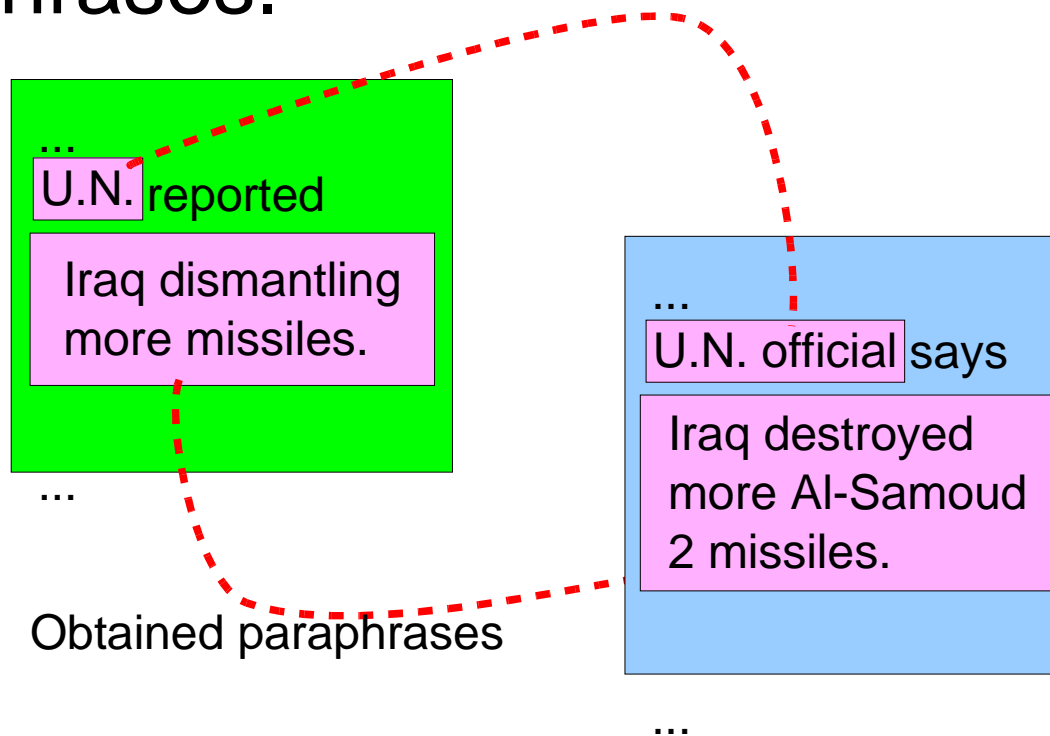 ...
U.N. reported
Iraq dismantling
more missiles.
...
...
U.N. official says
Iraq destroyed
more Al-Samoud
2 missiles.
Obtained paraphrases
...